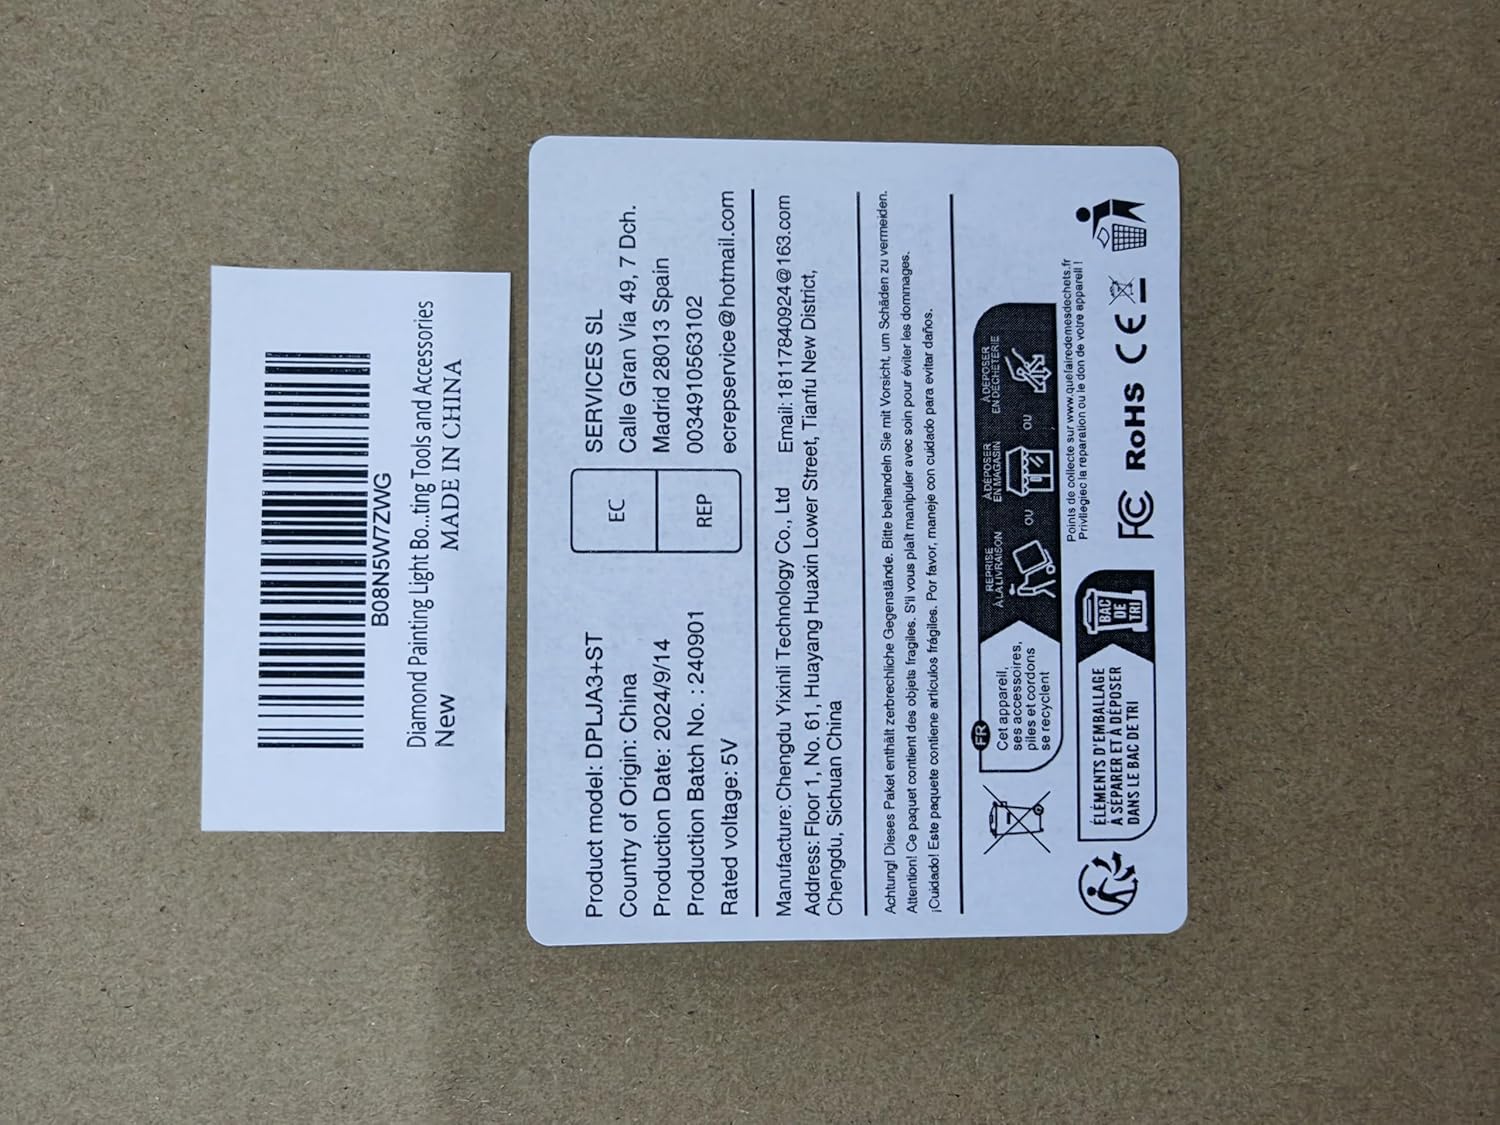 B08N5W7ZWG
Diamond Painting Light Bo...ting Tools and Accessories
New
MADE IN CHINA
Product model: DPLJA3+ST
Country of Origin: China
Production Date: 2024/9/14
Production Batch No. : 240901
Rated voltage: 5V
EC
REP
SERVICES SL
Calle Gran Via 49, 7 Dch.
Madrid 28013 Spain
0034910563102
ecrepservice@hotmail.com
Manufacture: Chengdu Yixinli Technology Co., Ltd Email: 18117840924@163.com
Address: Floor 1, No. 61, Huayang Huaxin Lower Street, Tianfu New District,
Chengdu, Sichuan China
Achtung! Dieses Paket enthält zerbrechliche Gegenstände. Bitte behandeln Sie mit Vorsicht, um Schäden zu vermeiden.
Attention! Ce paquet contient des objets fragiles. S'il vous plaît manipuler avec soin pour éviter les dommages.
¡Cuidado! Este paquete contiene artículos frágiles. Por favor, maneje con cuidado para evitar daños.
FR
Cet appareil,
ses accessoires,
piles et cordons
se recyclent
REPRISE
À LA LIVRAISON
OU
À DÉPOSER
EN MAGASIN
OU
À DÉPOSER
EN DÉCHÈTERIE
Points de collecte sur www.quefairedemesdechets.fr
Privilégiez la réparation ou le don de votre appareil !
ÉLÉMENTS D'EMBALLAGE
À SÉPARER ET À DÉPOSER
DANS LE BAC DE TRI
BAC
DE
TRI
FC RoHS CE